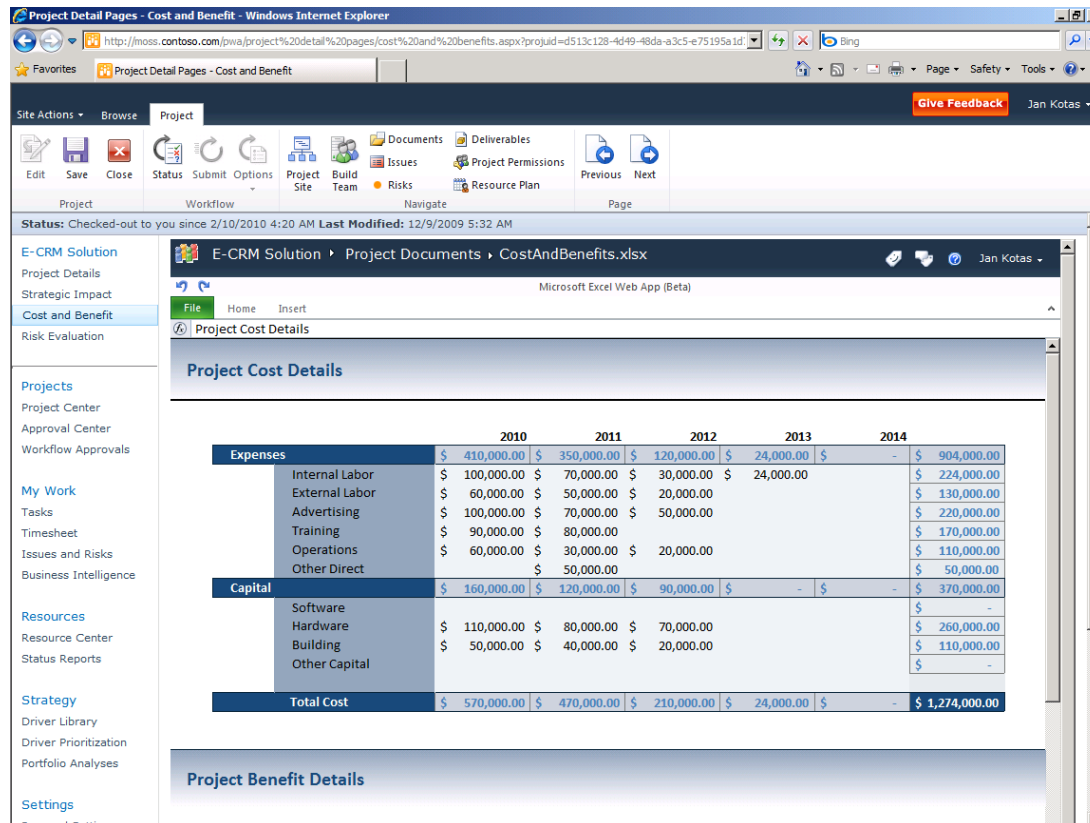 Project Detail Pages - Cost and Benefit - Windows Internet Explorer
http://moss.contoso.com/pwa/project%20detail%20pages/cost%20and%20benefits.aspx?projuid=d513c128-4d49-48da-a3c5-e75195a1d
Bing
Favorites Project Detail Pages - Cost and Benefit Page Safety Tools
Give Feedback Jan Kotas
Site Actions Browse Project
Edit Save Close Status Submit Options Project Site Build Team Documents Issues Risks Deliverables Project Permissions Resource Plan Previous Next
Project Workflow Navigate Page
Status: Checked-out to you since 2/10/2010 4:20 AM Last Modified: 12/9/2009 5:32 AM
E-CRM Solution
Project Details
Strategic Impact
Cost and Benefit
Risk Evaluation
Projects
Project Center
Approval Center
Workflow Approvals
My Work
Tasks
Timesheet
Issues and Risks
Business Intelligence
Resources
Resource Center
Status Reports
Strategy
Driver Library
Driver Prioritization
Portfolio Analyses
Settings
E-CRM Solution Project Documents CostAndBenefits.xlsx Jan Kotas
Microsoft Excel Web App (Beta)
File Home Insert
fx Project Cost Details
Project Cost Details
2010 2011 2012 2013 2014
Expenses $ 410,000.00 $ 350,000.00 $ 120,000.00 $ 24,000.00 $ - $ 904,000.00
Internal Labor $ 100,000.00 $ 70,000.00 $ 30,000.00 $ 24,000.00 $ 224,000.00
External Labor $ 60,000.00 $ 50,000.00 $ 20,000.00 $ 130,000.00
Advertising $ 100,000.00 $ 70,000.00 $ 50,000.00 $ 220,000.00
Training $ 90,000.00 $ 80,000.00 $ 170,000.00
Operations $ 60,000.00 $ 30,000.00 $ 20,000.00 $ 110,000.00
Other Direct $ 50,000.00 $ 50,000.00
Capital $ 160,000.00 $ 120,000.00 $ 90,000.00 $ - $ - $ 370,000.00
Software $ -
Hardware $ 110,000.00 $ 80,000.00 $ 70,000.00 $ 260,000.00
Building $ 50,000.00 $ 40,000.00 $ 20,000.00 $ 110,000.00
Other Capital $ -
Total Cost $ 570,000.00 $ 470,000.00 $ 210,000.00 $ 24,000.00 $ - $ 1,274,000.00
Project Benefit Details